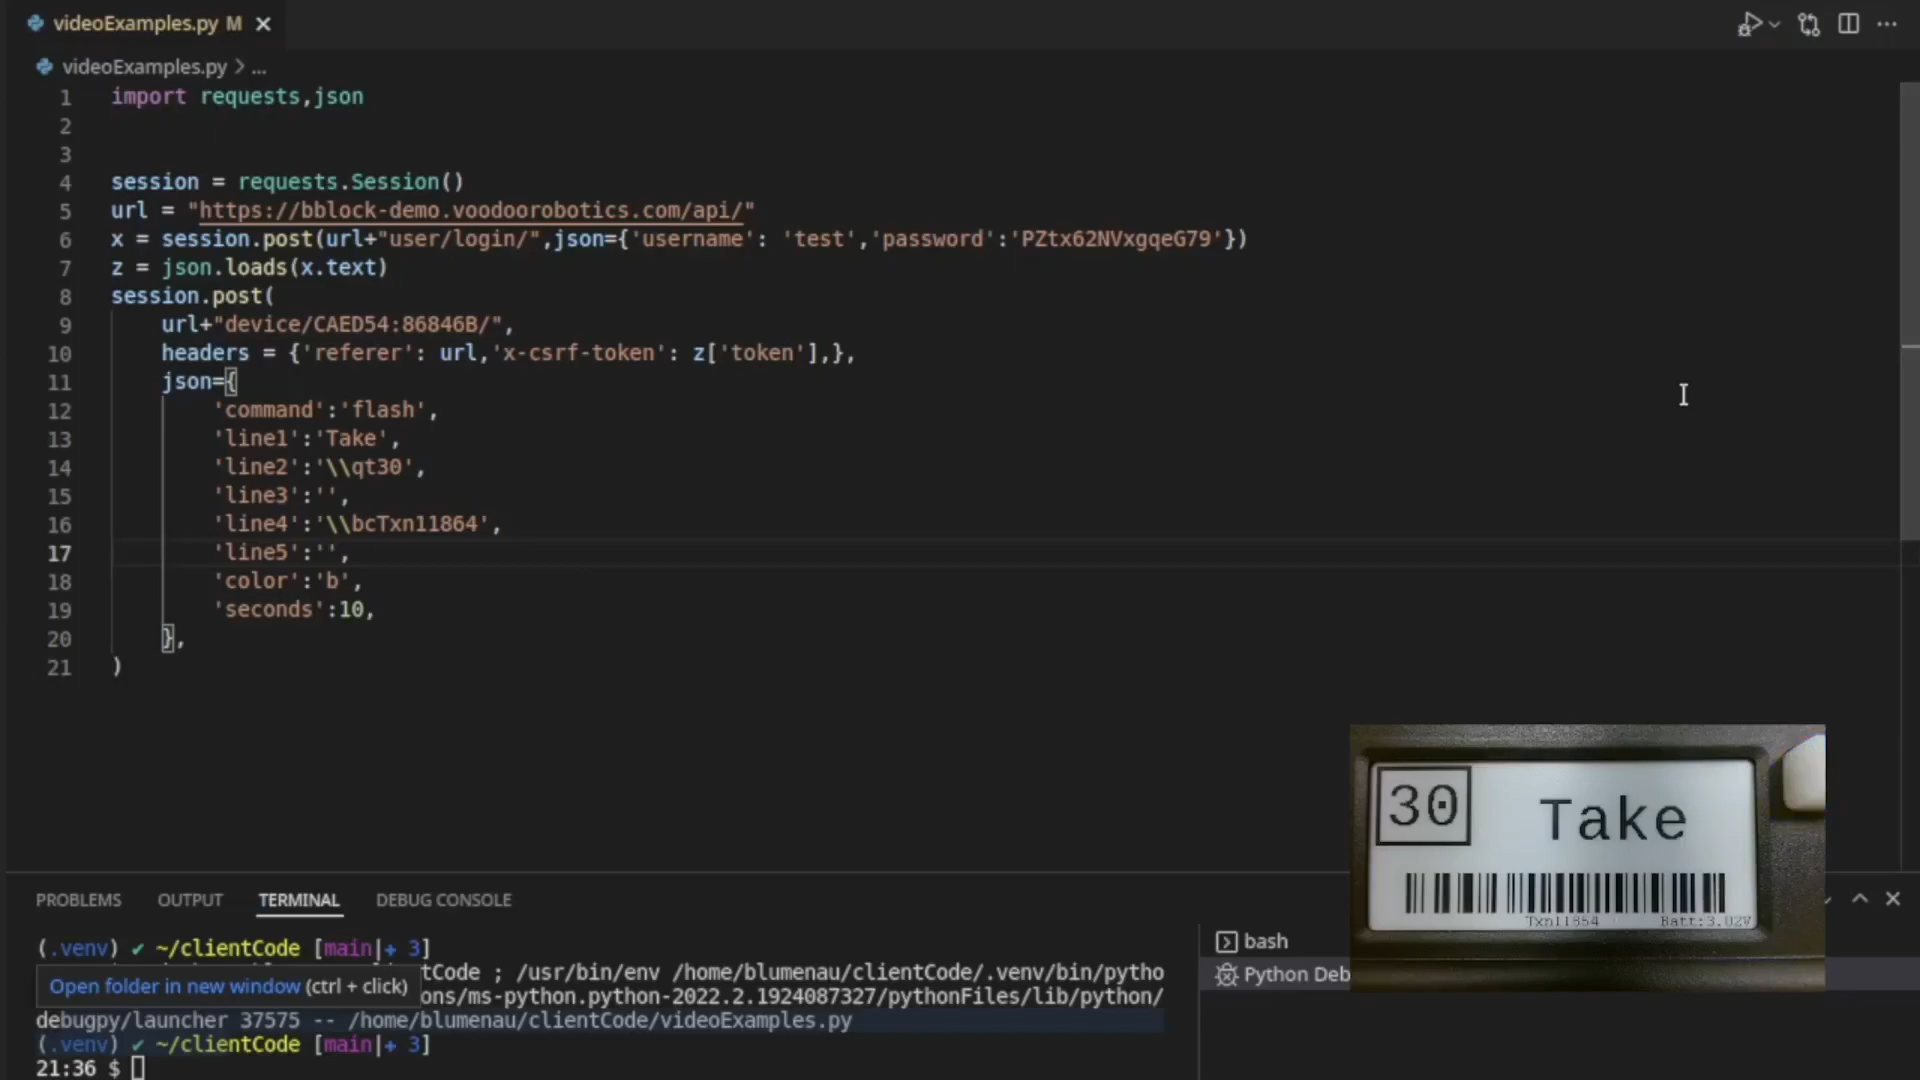 videoExamples.py M
videoExamples.py > ...
1 import requests,json
2
3
4 session = requests.Session()
5 url = "https://bblock-demo.voodoorobotics.com/api/"
6 x = session.post(url+"user/login/",json={'username': 'test','password':'PZtx62NVxgqeG79'})
7 z = json.loads(x.text)
8 session.post(
9 url+"device/CAED54:86846B/",
10 headers = {'referer': url,'x-csrf-token': z['token'],},
11 json={
12 'command':'flash',
13 'line1':'Take',
14 'line2':'\\qt30',
15 'line3':'',
16 'line4':'\\bcTxn11864',
17 'line5':'',
18 'color':'b',
19 'seconds':10,
20 },
21 )
30 Take
Txn11864 Batt:3.02V
PROBLEMS OUTPUT TERMINAL DEBUG CONSOLE
(.venv) ✔ ~/clientCode [main|+ 3]
tCode ; /usr/bin/env /home/blumenau/clientCode/.venv/bin/pytho
Open folder in new window (ctrl + click)
ons/ms-python.python-2022.2.1924087327/pythonFiles/lib/python/
debugpy/launcher 37575 -- /home/blumenau/clientCode/videoExamples.py
(.venv) ✔ ~/clientCode [main|+ 3]
21:36 $
bash
Python Deb